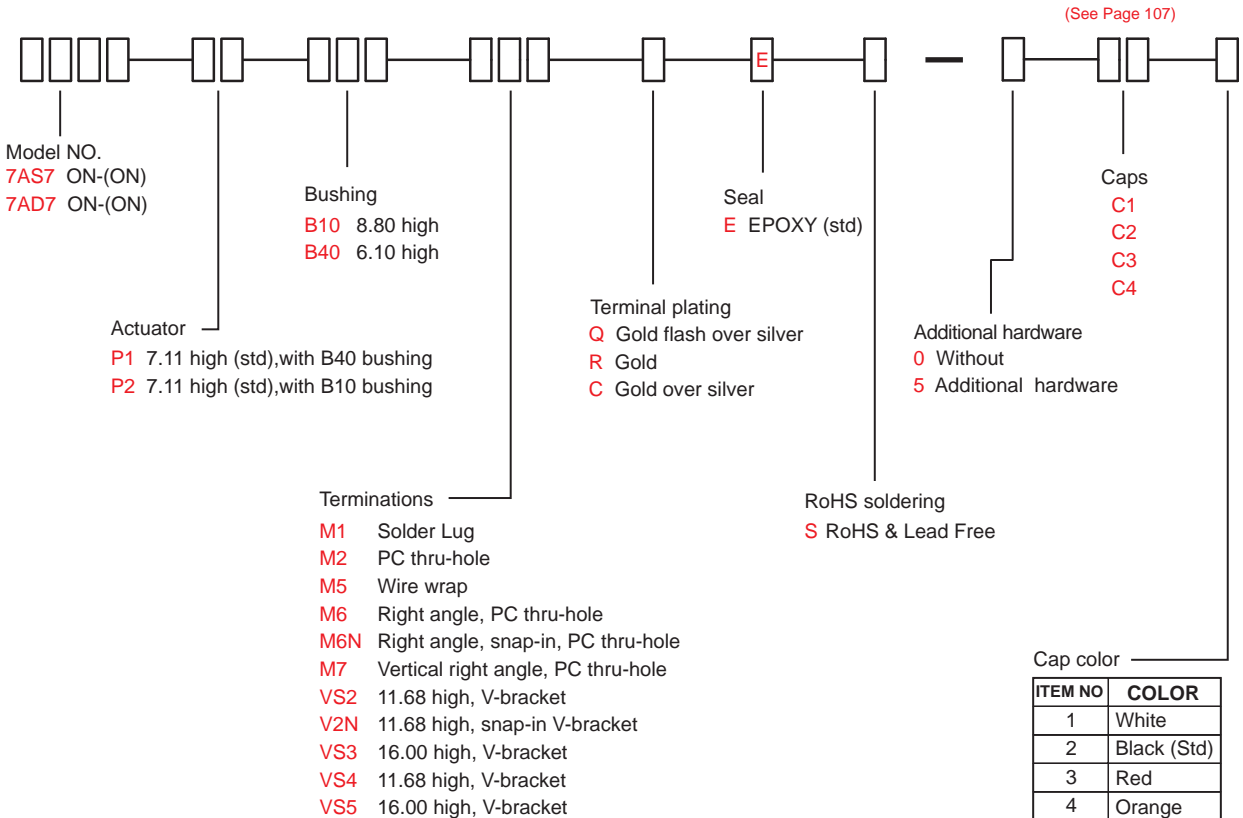 (See Page 107)
E
Model NO.
7AS7 ON-(ON)
7AD7 ON-(ON)
Actuator
P1 7.11 high (std),with B40 bushing
P2 7.11 high (std),with B10 bushing
Bushing
B10 8.80 high
B40 6.10 high
Terminations
M1 Solder Lug
M2 PC thru-hole
M5 Wire wrap
M6 Right angle, PC thru-hole
M6N Right angle, snap-in, PC thru-hole
M7 Vertical right angle, PC thru-hole
VS2 11.68 high, V-bracket
V2N 11.68 high, snap-in V-bracket
VS3 16.00 high, V-bracket
VS4 11.68 high, V-bracket
VS5 16.00 high, V-bracket
Terminal plating
Q Gold flash over silver
R Gold
C Gold over silver
Seal
E EPOXY (std)
RoHS soldering
S RoHS & Lead Free
Additional hardware
0 Without
5 Additional hardware
Caps
C1
C2
C3
C4
Cap color
ITEM NO COLOR
1 White
2 Black (Std)
3 Red
4 Orange